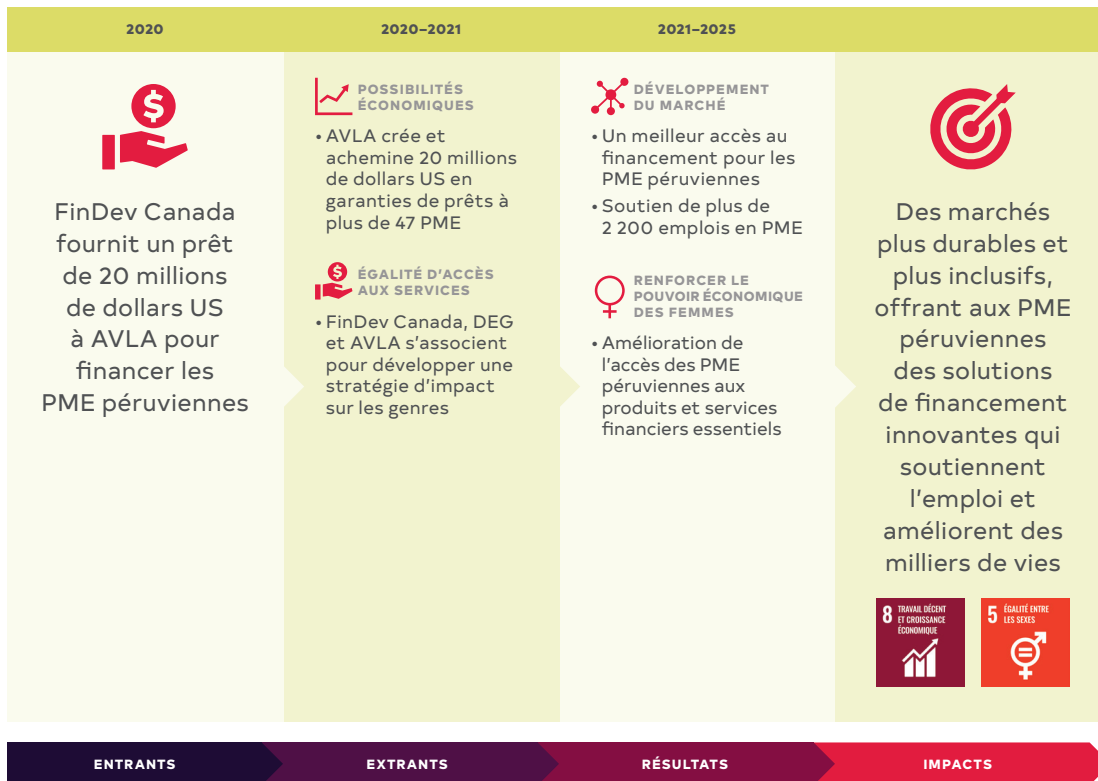 2020
2020–2021
2021–2025
$
FinDev Canada
fournit un prêt
de 20 millions
de dollars US
à AVLA pour
financer les
PME péruviennes
POSSIBILITÉS
ÉCONOMIQUES
• AVLA crée et
achemine 20 millions
de dollars US en
garanties de prêts à
plus de 47 PME
$
ÉGALITÉ D’ACCÈS
AUX SERVICES
• FinDev Canada, DEG
et AVLA s’associent
pour développer une
stratégie d’impact
sur les genres
DÉVELOPPEMENT
DU MARCHÉ
• Un meilleur accès au
financement pour les
PME péruviennes
• Soutien de plus de
2 200 emplois en PME
RENFORCER LE
POUVOIR ÉCONOMIQUE
DES FEMMES
• Amélioration de
l’accès des PME
péruviennes aux
produits et services
financiers essentiels
Des marchés
plus durables et
plus inclusifs,
offrant aux PME
péruviennes
des solutions
de financement
innovantes qui
soutiennent
l’emploi et
améliorent des
milliers de vies
8 TRAVAIL DÉCENT
ET CROISSANCE
ÉCONOMIQUE
5 ÉGALITÉ ENTRE
LES SEXES
ENTRANTS
EXTRANTS
RÉSULTATS
IMPACTS